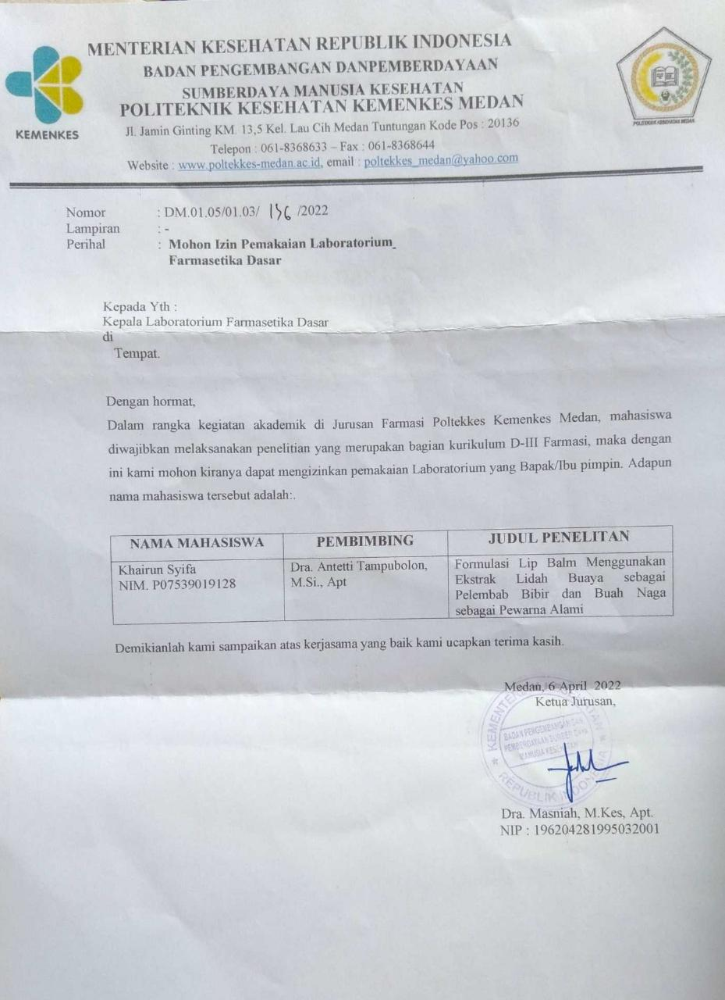 MENTERIAN KESEHATAN REPUBLIK INDONESIA
BADAN PENGEMBANGAN DANPEMBERDAYAAN
SUMBERDAYA MANUSIA KESEHATAN
POLITEKNIK KESEHATAN KEMENKES MEDAN
Jl. Jamin Ginting KM. 13,5 Kel. Lau Cih Medan Tuntungan Kode Pos : 20136
Telepon : 061-8368633 – Fax : 061-8368644
Website : www.poltekkes-medan.ac.id, email : poltekkes_medan@yahoo.com
KEMENKES
POLITEKNIK KESEHATAN MEDAN
Nomor : DM.01.05/01.03/ 136 /2022
Lampiran : -
Perihal : Mohon Izin Pemakaian Laboratorium
Farmasetika Dasar
Kepada Yth :
Kepala Laboratorium Farmasetika Dasar
di
Tempat.
Dengan hormat,
Dalam rangka kegiatan akademik di Jurusan Farmasi Poltekkes Kemenkes Medan, mahasiswa
diwajibkan melaksanakan penelitian yang merupakan bagian kurikulum D-III Farmasi, maka dengan
ini kami mohon kiranya dapat mengizinkan pemakaian Laboratorium yang Bapak/Ibu pimpin. Adapun
nama mahasiswa tersebut adalah:.
NAMA MAHASISWA PEMBIMBING JUDUL PENELITAN
Khairun Syifa Dra. Antetti Tampubolon, Formulasi Lip Balm Menggunakan
NIM. P07539019128 M.Si., Apt Ekstrak Lidah Buaya sebagai
Pelembab Bibir dan Buah Naga
sebagai Pewarna Alami
Demikianlah kami sampaikan atas kerjasama yang baik kami ucapkan terima kasih.
Medan, 6 April 2022
Ketua Jurusan,
KEMENTERIAN KESEHATAN
BADAN PENGEMBANGAN DAN
PEMBERDAYAAN SUMBER DAYA
MANUSIA KESEHATAN
REPUBLIK INDONESIA
Dra. Masniah, M.Kes, Apt.
NIP : 196204281995032001